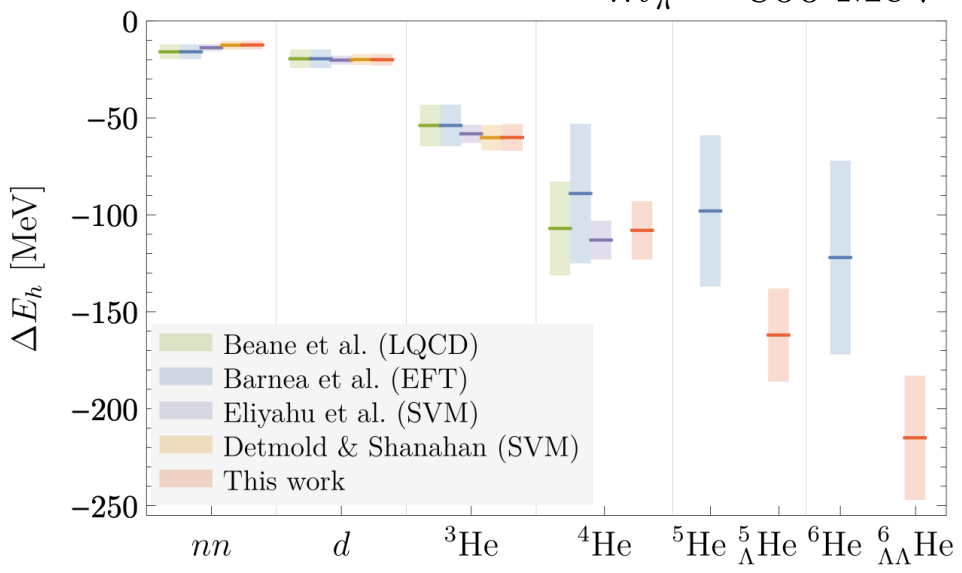 0
−50
−100
−150
−200
−250
ΔE_h [MeV]
Beane et al. (LQCD)
Barnea et al. (EFT)
Eliyahu et al. (SVM)
Detmold & Shanahan (SVM)
This work
nn d ³He ⁴He ⁵He ⁵_ΛHe ⁶He ⁶_ΛΛHe